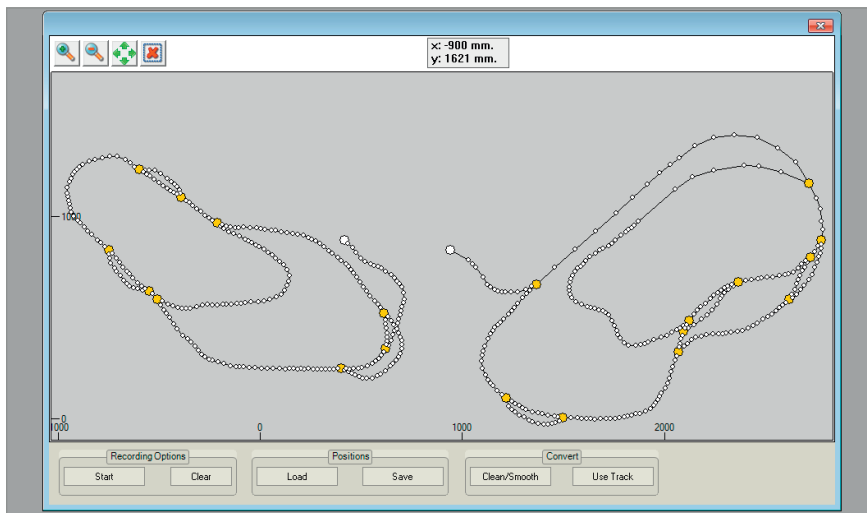 x: -900 mm.
y: 1621 mm.
1000
0
1000 0 1000 2000
Recording Options Positions Convert
Start Clear Load Save Clean/Smooth Use Track